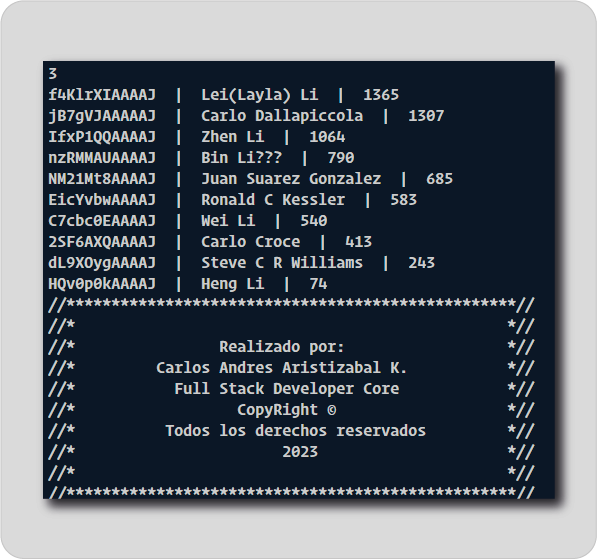 3
f4KlrXIAAAAJ | Lei(Layla) Li | 1365
jB7gVJAAAAAJ | Carlo Dallapiccola | 1307
IfxP1QQAAAAJ | Zhen Li | 1064
nzRMMAUAAAAJ | Bin Li??? | 790
NM21Mt8AAAAJ | Juan Suarez Gonzalez | 685
EicYvbwAAAAJ | Ronald C Kessler | 583
C7cbc0EAAAAJ | Wei Li | 540
2SF6AXQAAAAJ | Carlo Croce | 413
dL9XOygAAAAJ | Steve C R Williams | 243
HQv0p0kAAAAJ | Heng Li | 74
//**************************************************//
//* *//
//* Realizado por: *//
//* Carlos Andres Aristizabal K. *//
//* Full Stack Developer Core *//
//* CopyRight © *//
//* Todos los derechos reservados *//
//* 2023 *//
//* *//
//**************************************************//